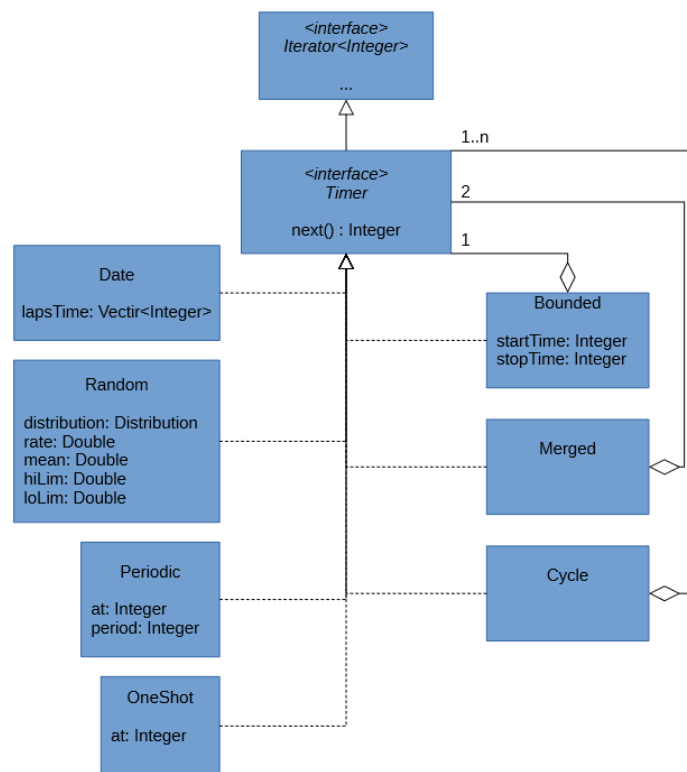 <interface>
Iterator<Integer>
...
1..n
<interface>
Timer
next() : Integer
2
1
Date
lapsTime: Vectir<Integer>
Bounded
startTime: Integer
stopTime: Integer
Random
distribution: Distribution
rate: Double
mean: Double
hiLim: Double
loLim: Double
Merged
Periodic
at: Integer
period: Integer
Cycle
OneShot
at: Integer